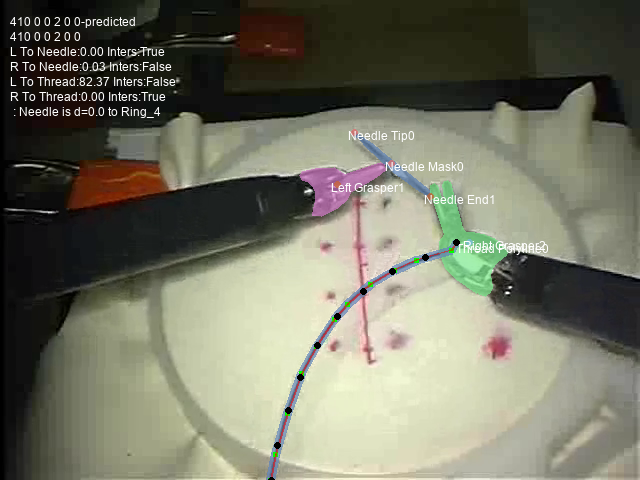 410 0 0 2 0 0-predicted
410 0 0 2 0 0
L To Needle:0.00 Inters:True
R To Needle:0.03 Inters:False
L To Thread:82.37 Inters:False
R To Thread:0.00 Inters:True
: Needle is d=0.0 to Ring_4
Needle Tip0
Needle Mask0
Left Grasper1
Needle End1
Right Grasper2
Thread Polyline0